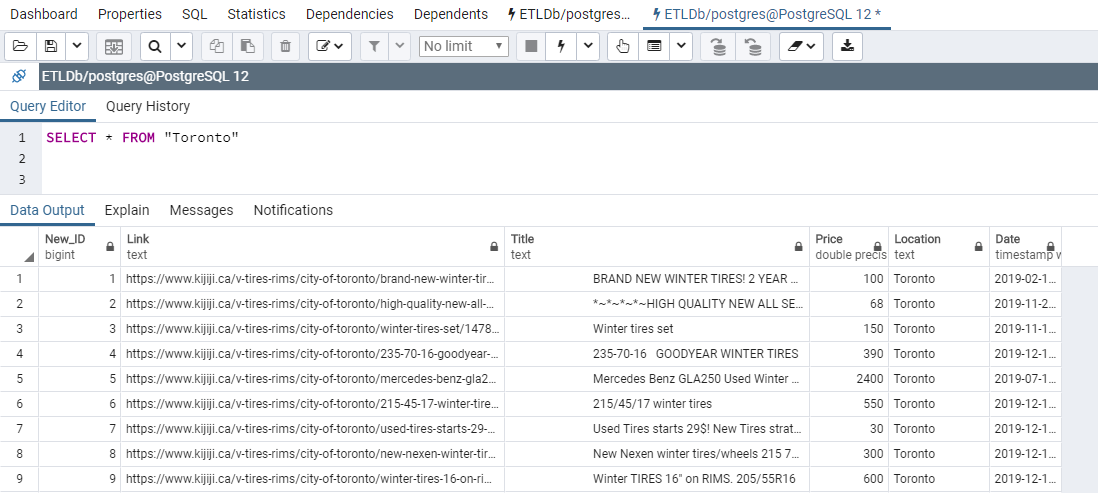 Dashboard Properties SQL Statistics Dependencies Dependents ETLDb/postgres... ETLDb/postgres@PostgreSQL 12 *
No limit
ETLDb/postgres@PostgreSQL 12
Query Editor Query History
1 SELECT * FROM "Toronto"
2
3
Data Output Explain Messages Notifications
New_ID Link Title Price Location Date
bigint text text double precis text timestamp w
1 1 https://www.kijiji.ca/v-tires-rims/city-of-toronto/brand-new-winter-tir... BRAND NEW WINTER TIRES! 2 YEAR ... 100 Toronto 2019-02-1...
2 2 https://www.kijiji.ca/v-tires-rims/city-of-toronto/high-quality-new-all-... *~*~*~*~HIGH QUALITY NEW ALL SE... 68 Toronto 2019-11-2...
3 3 https://www.kijiji.ca/v-tires-rims/city-of-toronto/winter-tires-set/1478... Winter tires set 150 Toronto 2019-11-1...
4 4 https://www.kijiji.ca/v-tires-rims/city-of-toronto/235-70-16-goodyear-... 235-70-16 GOODYEAR WINTER TIRES 390 Toronto 2019-12-1...
5 5 https://www.kijiji.ca/v-tires-rims/city-of-toronto/mercedes-benz-gla2... Mercedes Benz GLA250 Used Winter ... 2400 Toronto 2019-07-1...
6 6 https://www.kijiji.ca/v-tires-rims/city-of-toronto/215-45-17-winter-tire... 215/45/17 winter tires 550 Toronto 2019-12-1...
7 7 https://www.kijiji.ca/v-tires-rims/city-of-toronto/used-tires-starts-29-... Used Tires starts 29$! New Tires strat... 30 Toronto 2019-12-1...
8 8 https://www.kijiji.ca/v-tires-rims/city-of-toronto/new-nexen-winter-tir... New Nexen winter tires/wheels 215 7... 300 Toronto 2019-12-1...
9 9 https://www.kijiji.ca/v-tires-rims/city-of-toronto/winter-tires-16-on-ri... Winter TIRES 16" on RIMS. 205/55R16 600 Toronto 2019-12-1...